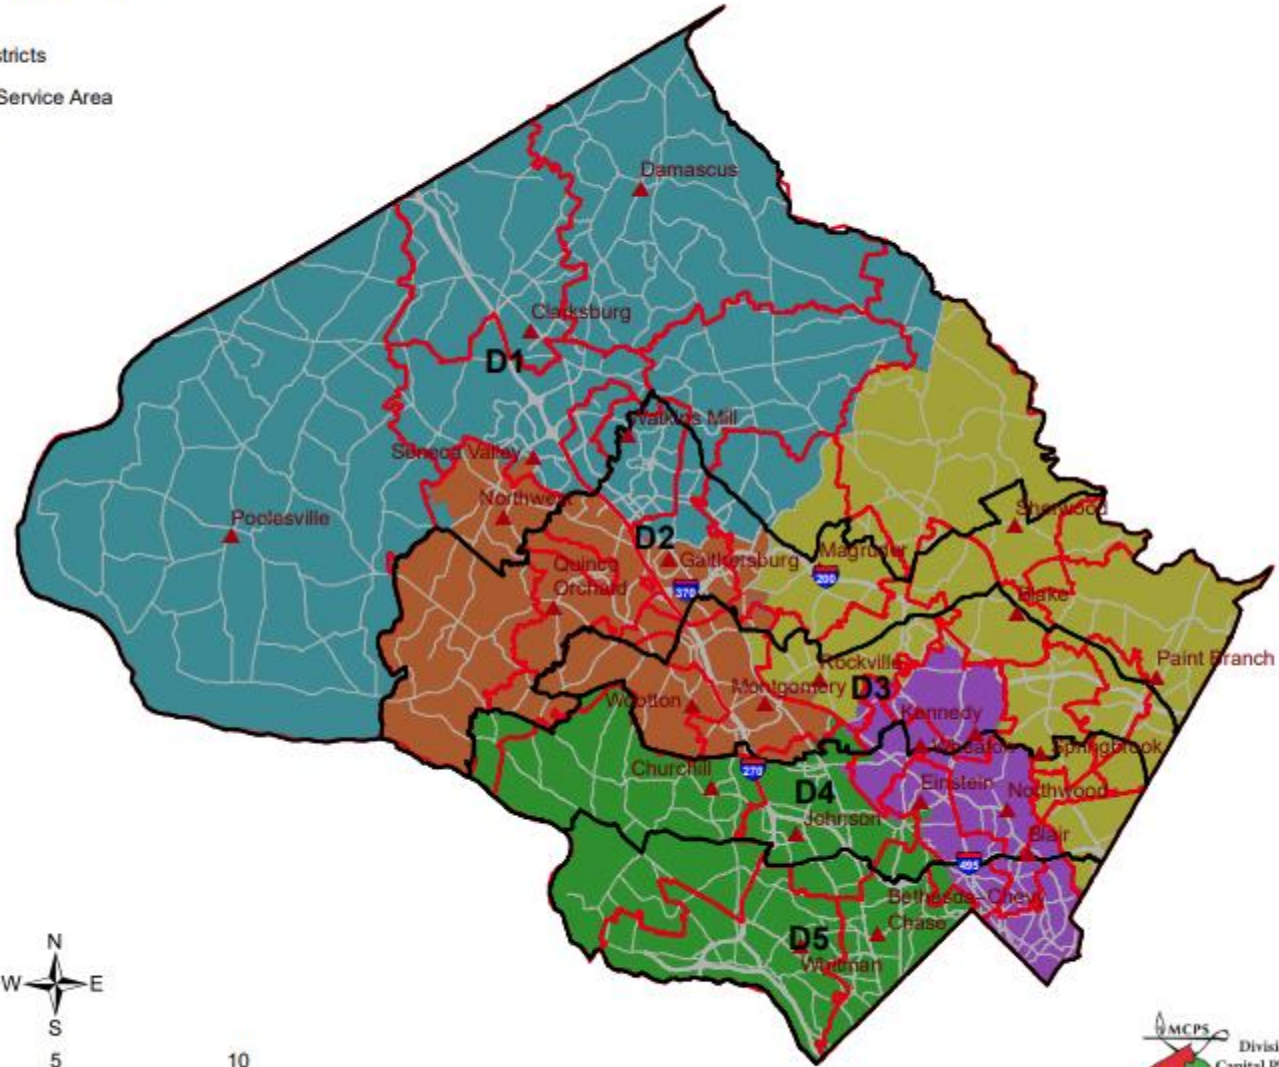 tricts
Service Area
Damascus
Clarksburg
D1
Watkins Mill
Seneca Valley
Northwest
Poolesville
Sherwood
D2
Gaithersburg
Magruder
Quince
Orchard
370
200
Blake
Rockville
Paint Branch
Wootton
Montgomery
D3
Kennedy
Wheaton
Springbrook
Churchill
270
D4
Einstein
Northwood
Johnson
Blair
495
Bethesda-Chevy
Chase
D5
Whitman
N
W
E
S
5
10
MCPS
Divisi
Capital P